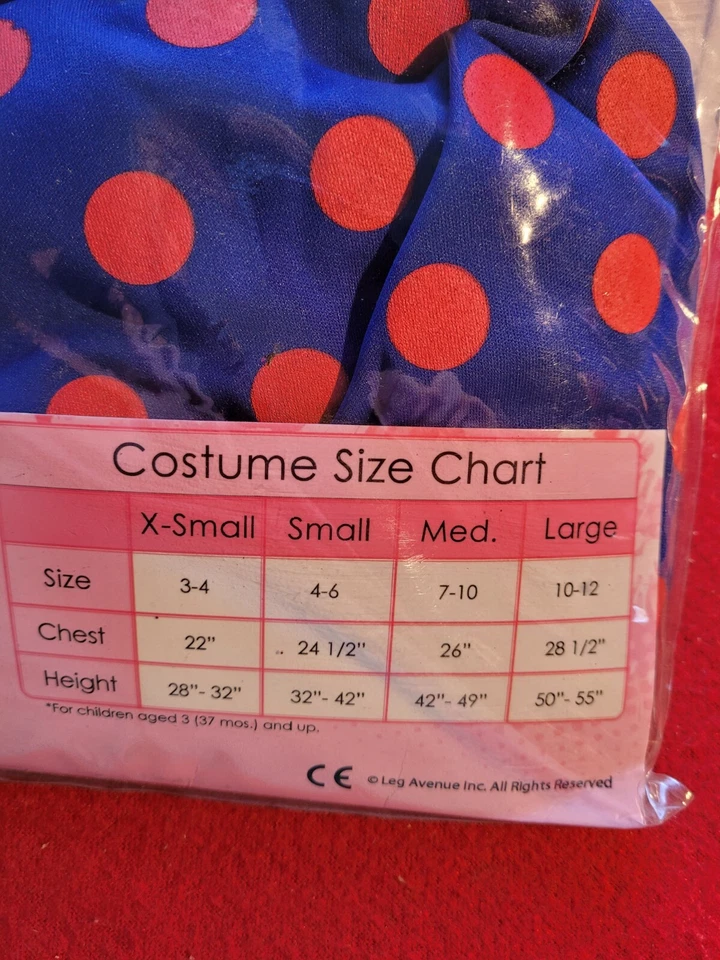 Costume Size Chart
X-Small Small Med. Large
Size 3-4 4-6 7-10 10-12
Chest 22" 24 1/2" 26" 28 1/2"
Height 28"- 32" 32"- 42" 42"- 49" 50"- 55"
*For children aged 3 (37 mos.) and up.
CE © Leg Avenue Inc. All Rights Reserved